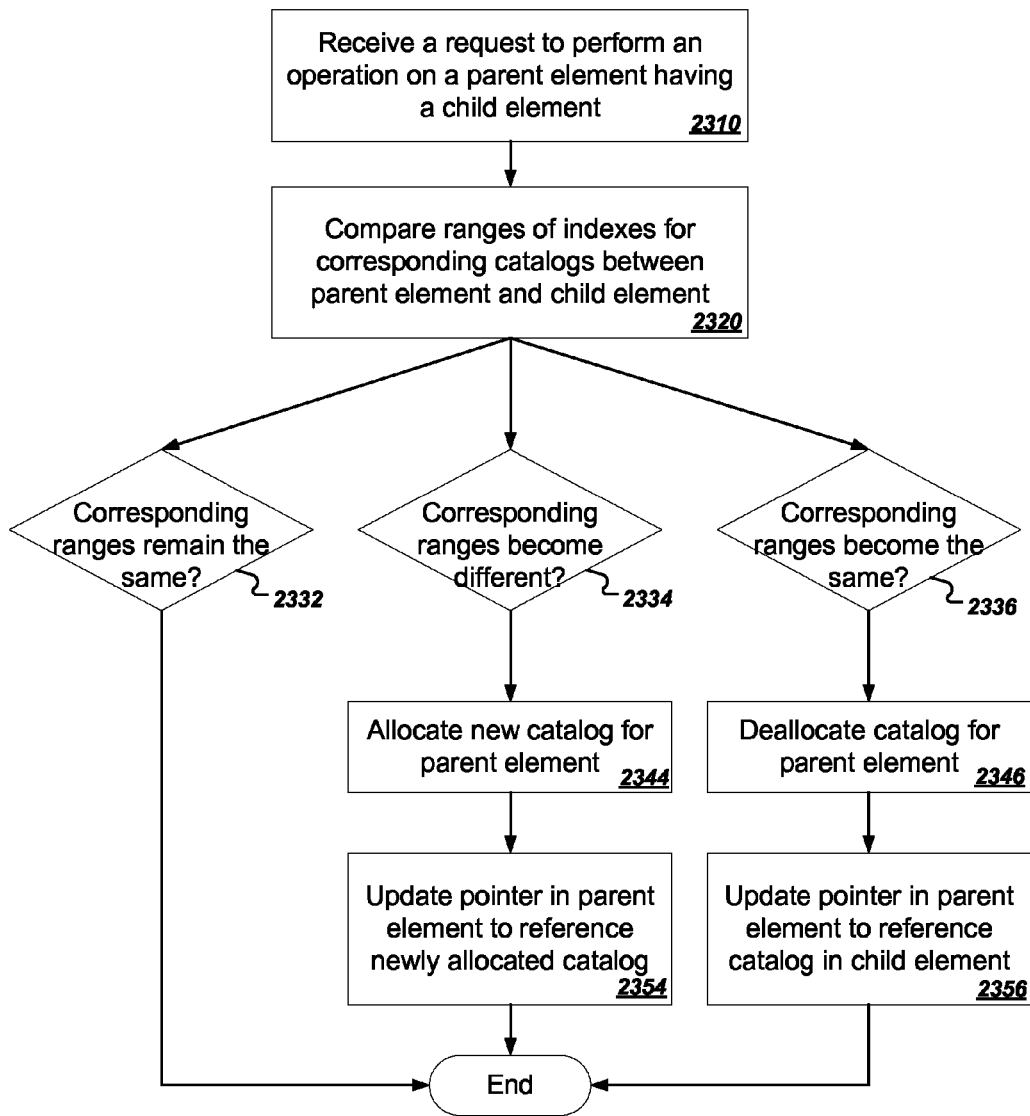 Receive a request to perform an
operation on a parent element having
a child element
2310
Compare ranges of indexes for
corresponding catalogs between
parent element and child element
2320
Corresponding
ranges remain the
same?
2332
Corresponding
ranges become
different?
2334
Corresponding
ranges become the
same?
2336
Allocate new catalog for
parent element
2344
Deallocate catalog for
parent element
2346
Update pointer in parent
element to reference
newly allocated catalog
2354
Update pointer in parent
element to reference
catalog in child element
2356
End